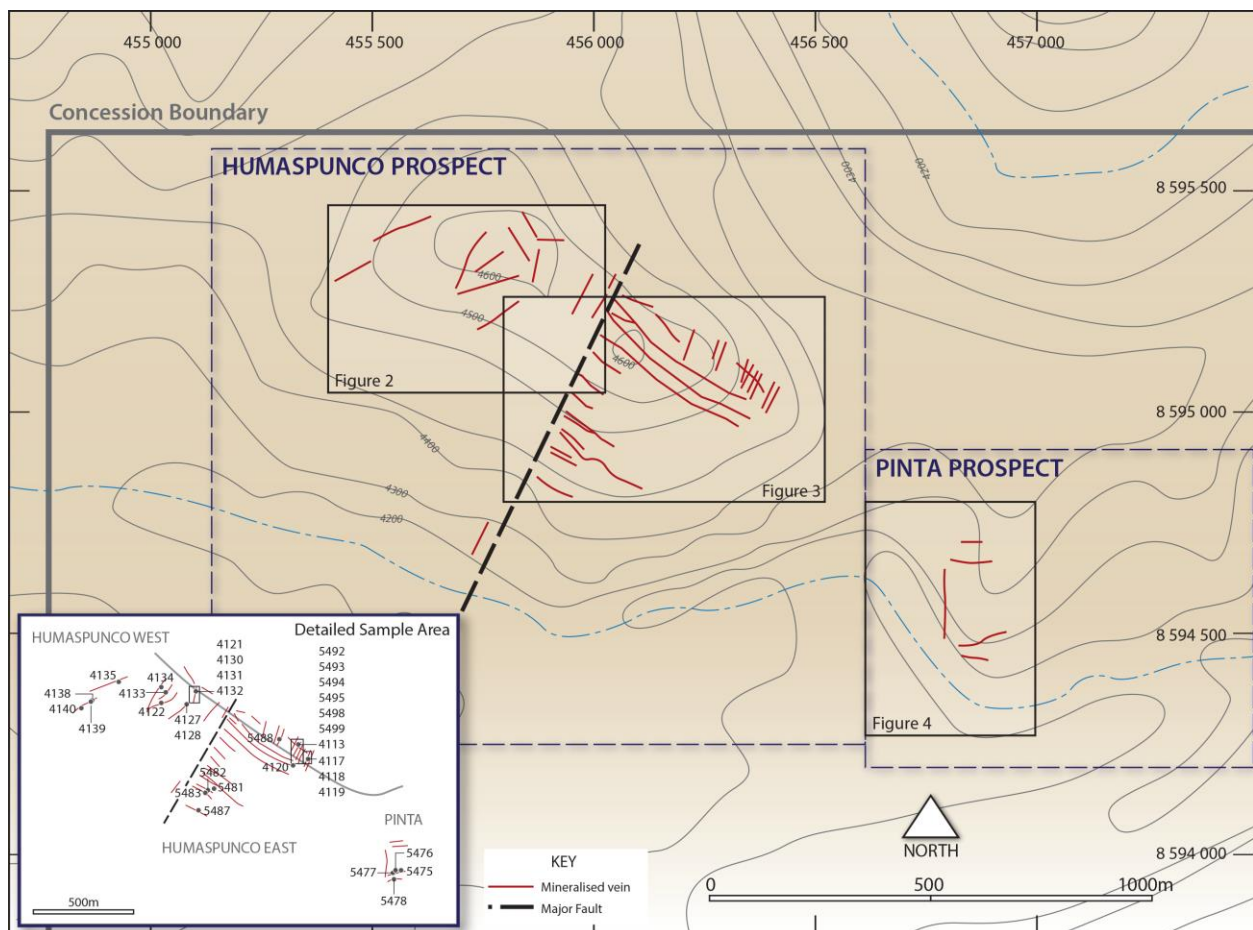 455 000
455 500
456 000
456 500
457 000
Concession Boundary
HUMASPUNCO PROSPECT
4300
4200
8 595 500
4600
4500
Figure 2
4600
8 595 000
4400
PINTA PROSPECT
Figure 3
4300
4200
8 594 500
Figure 4
Detailed Sample Area
HUMASPUNCO WEST
4121
4130
4131
4132
5492
5493
5494
5495
5498
5499
4113
4117
4118
4119
4135
4134
4138
4133
4140
4122
4139
4127
4128
5488
4120
5482
5481
5483
5487
HUMASPUNCO EAST
PINTA
5476
5477
5475
5478
500m
KEY
Mineralised vein
Major Fault
NORTH
8 594 000
0
500
1000m